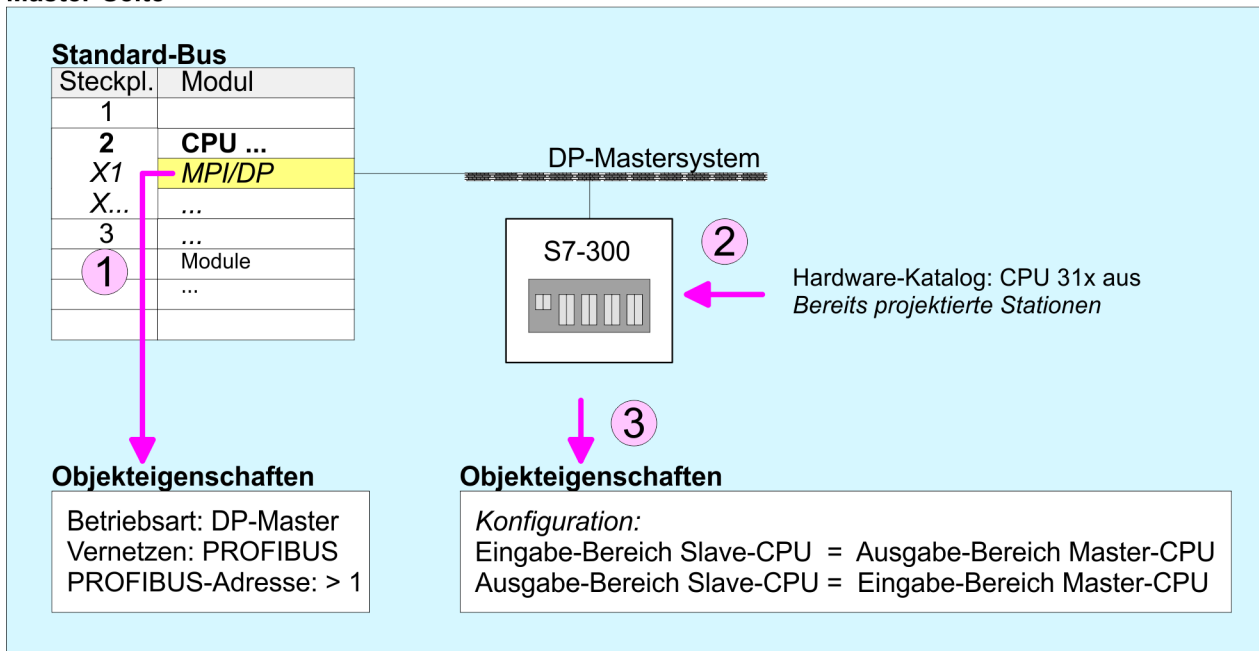 Master-Seite
Standard-Bus
Steckpl. Modul
1
2 CPU ...
X1 MPI/DP
X... ...
3 ...
Module
...
1
DP-Mastersystem
S7-300
2
Hardware-Katalog: CPU 31x aus
Bereits projektierte Stationen
3
Objekteigenschaften
Betriebsart: DP-Master
Vernetzen: PROFIBUS
PROFIBUS-Adresse: > 1
Objekteigenschaften
Konfiguration:
Eingabe-Bereich Slave-CPU = Ausgabe-Bereich Master-CPU
Ausgabe-Bereich Slave-CPU = Eingabe-Bereich Master-CPU